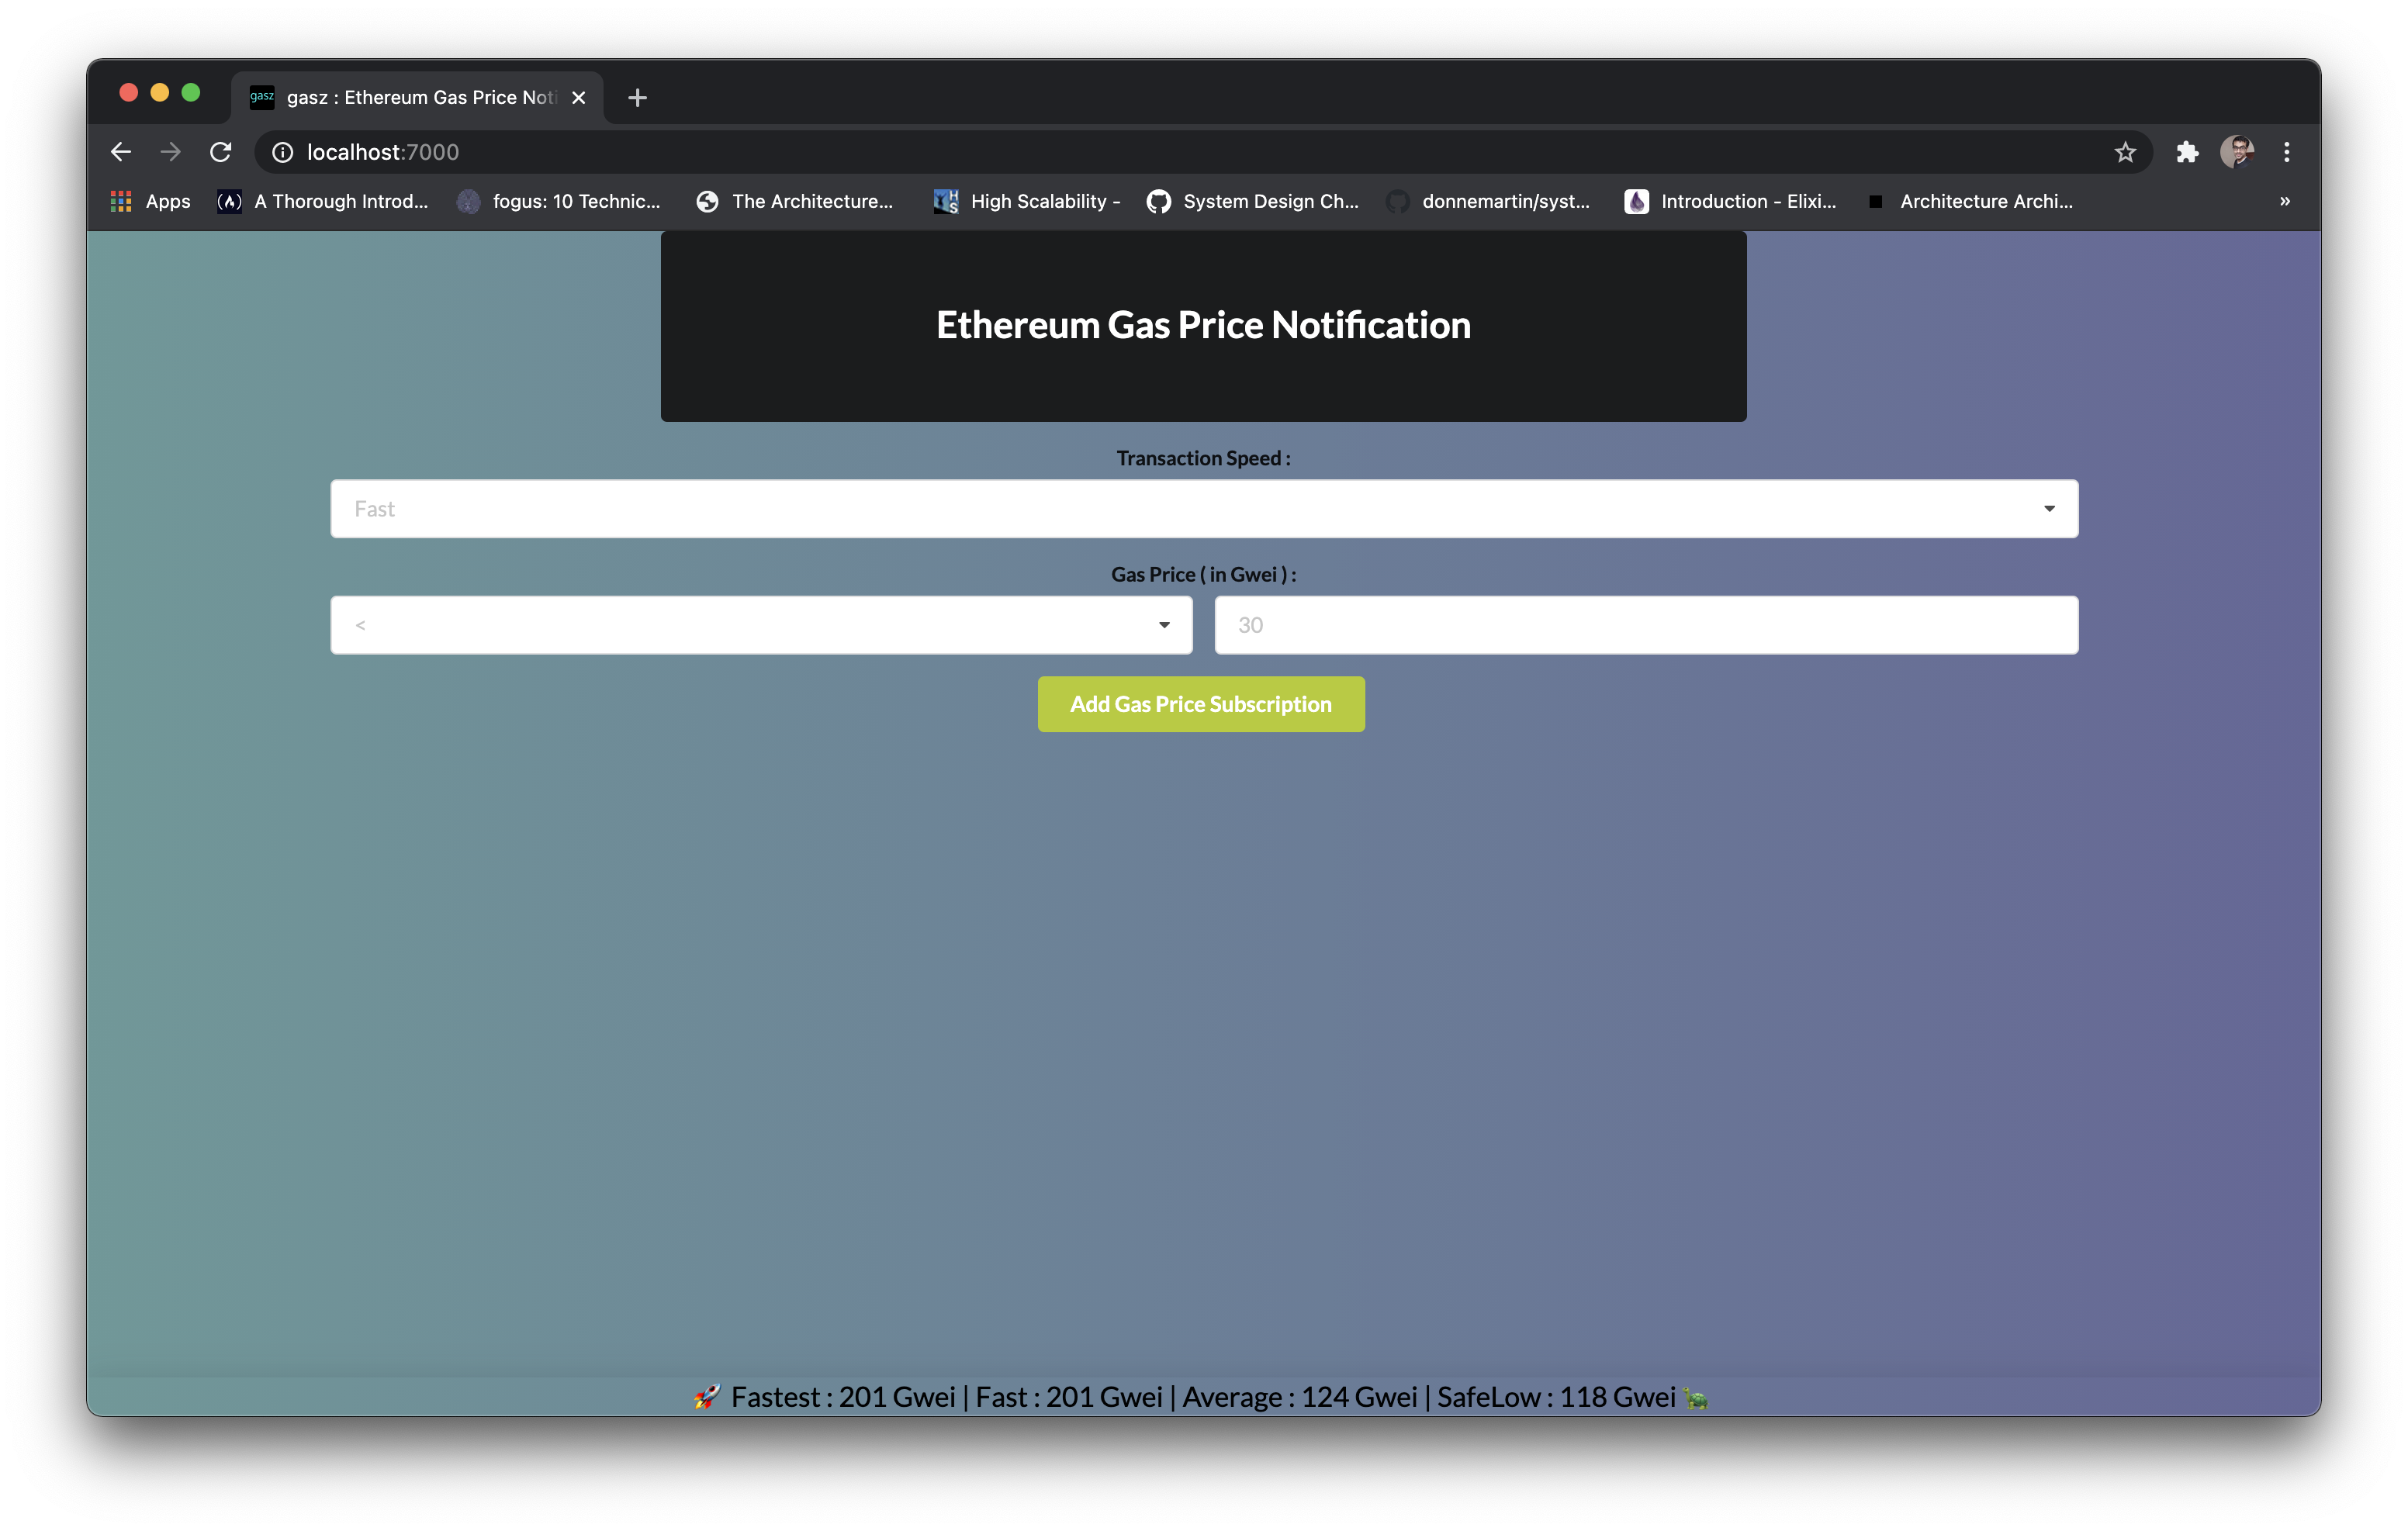 gasz gasz : Ethereum Gas Price Noti
localhost:7000
Apps A Thorough Introd... fogus: 10 Technic... The Architecture... High Scalability - System Design Ch... donnemartin/syst... Introduction - Elixi... Architecture Archi... »
Ethereum Gas Price Notification
Transaction Speed :
Fast
Gas Price ( in Gwei ) :
< 30
Add Gas Price Subscription
🚀 Fastest : 201 Gwei | Fast : 201 Gwei | Average : 124 Gwei | SafeLow : 118 Gwei 🐢